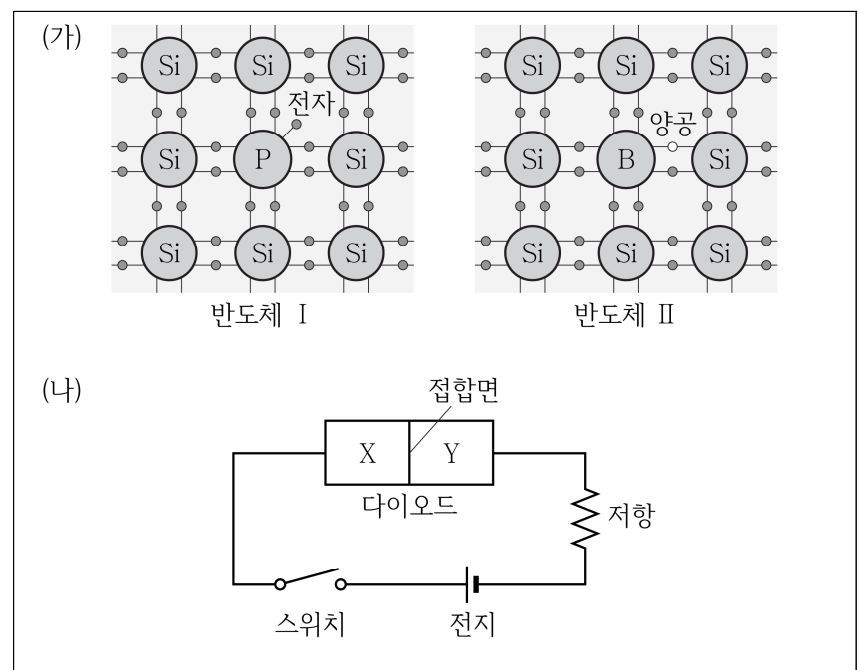 (가)
Si Si Si
전자
Si P Si
Si Si Si
반도체 Ⅰ
Si Si Si
양공
Si B Si
Si Si Si
반도체 Ⅱ
(나)
접합면
X Y
다이오드
저항
스위치
전지